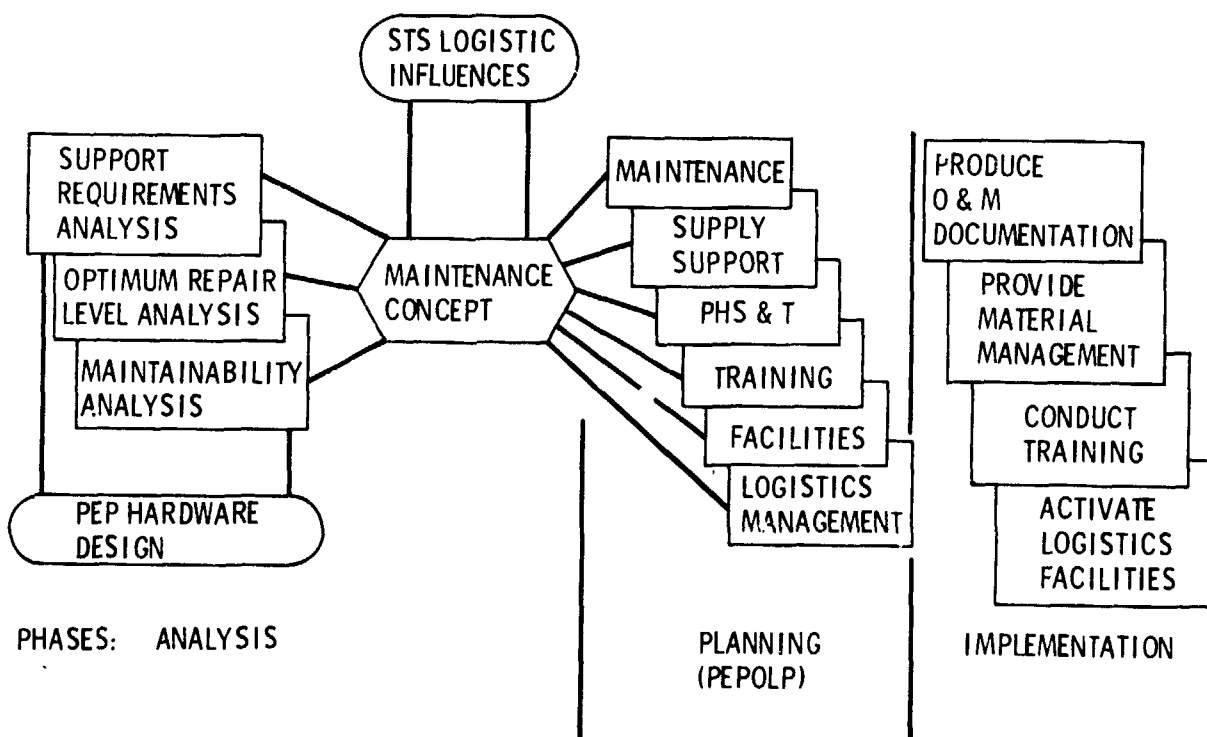 STS LOGISTIC
INFLUENCES
SUPPORT
REQUIREMENTS
ANALYSIS
OPTIMUM REPAIR
LEVEL ANALYSIS
MAINTAINABILITY
ANALYSIS
PEP HARDWARE
DESIGN
MAINTENANCE
CONCEPT
MAINTENANCE
SUPPLY
SUPPORT
PHS & T
TRAINING
FACILITIES
LOGISTICS
MANAGEMENT
PRODUCE
O & M
DOCUMENTATION
PROVIDE
MATERIAL
MANAGEMENT
CONDUCT
TRAINING
ACTIVATE
LOGISTICS
FACILITIES
PHASES: ANALYSIS
PLANNING
(PEPOLP)
IMPLEMENTATION